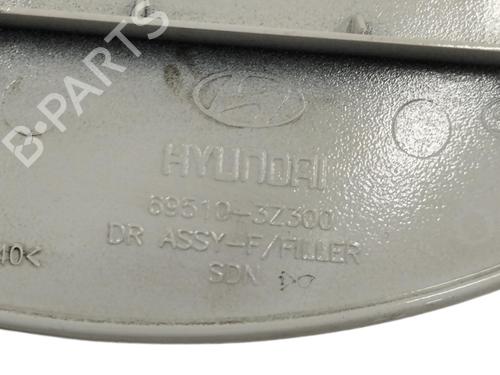 B-PARTS
HYUNDAI
69510-3Z300
DR ASSY-F/FILLER
40<
SDN